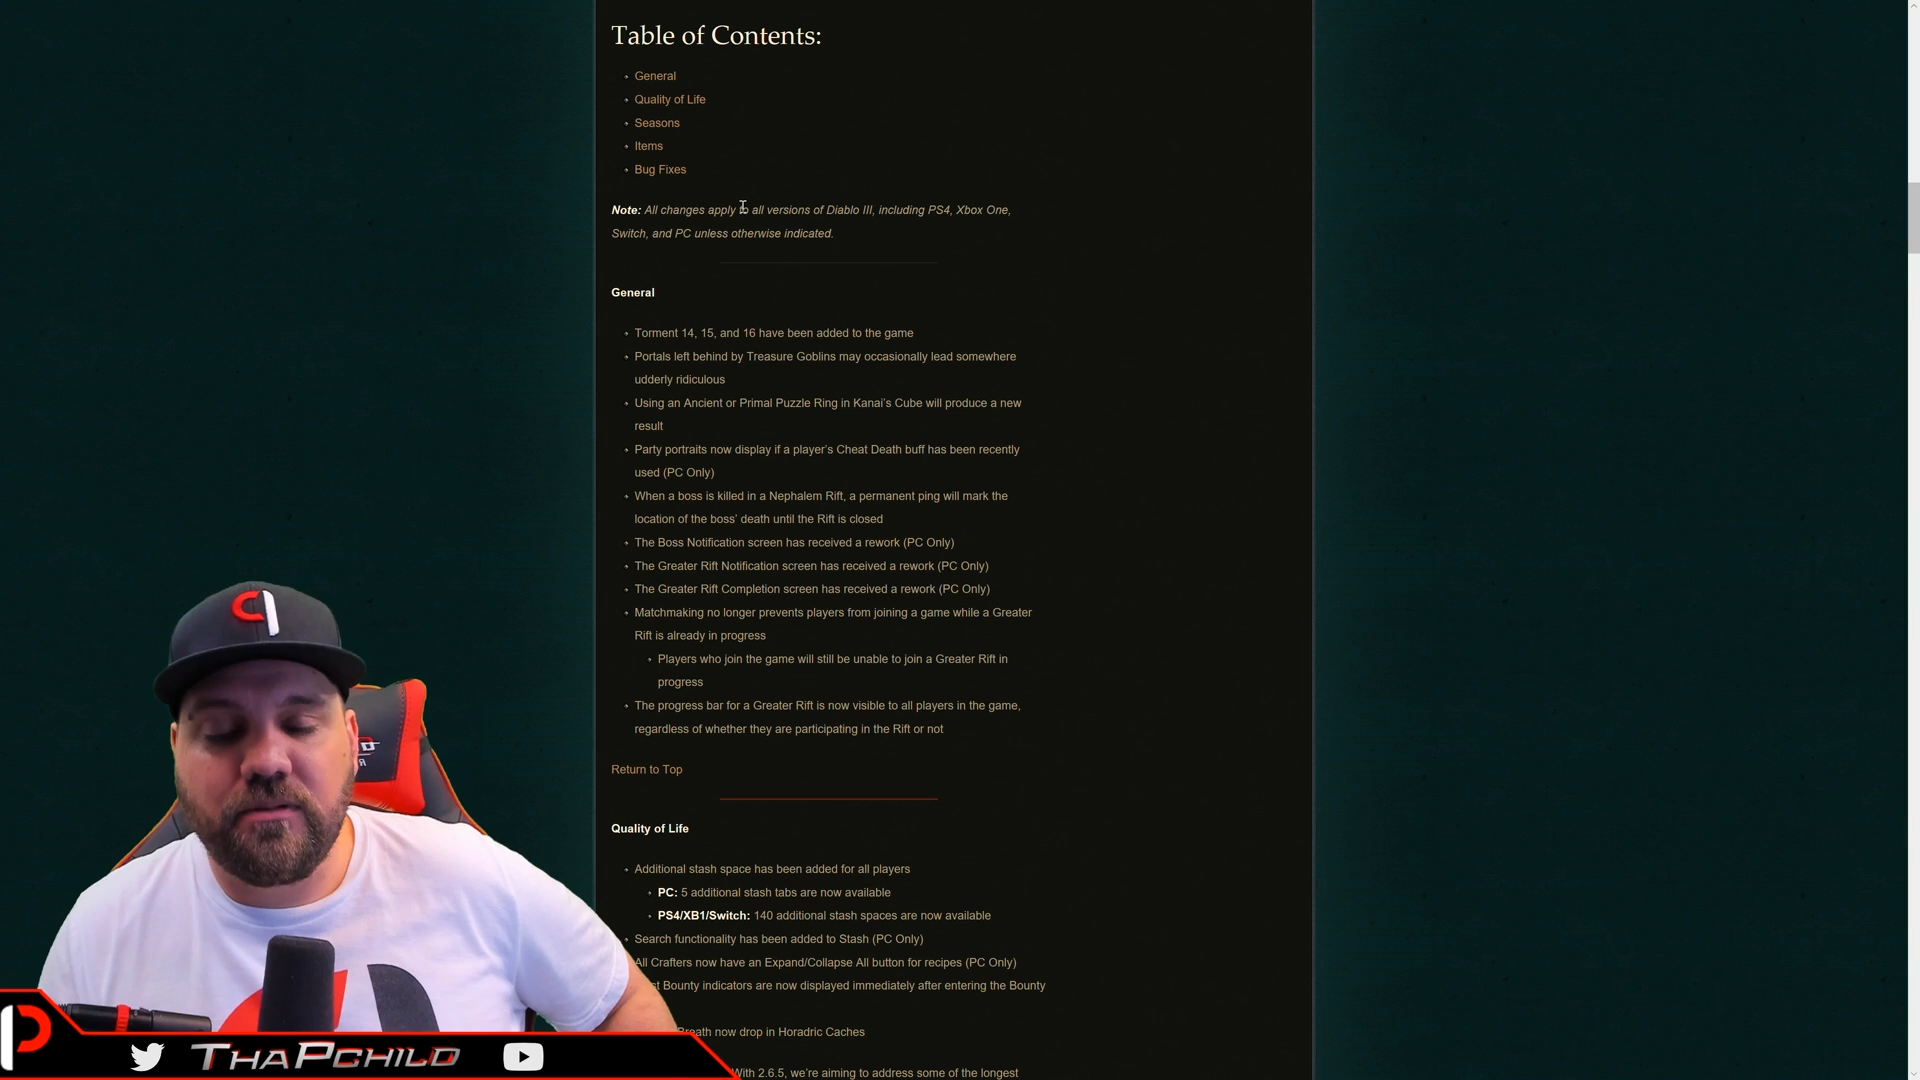 Table of Contents:
General
Quality of Life
Seasons
Items
Bug Fixes
Note: All changes apply to all versions of Diablo III, including PS4, Xbox One,
Switch, and PC unless otherwise indicated.
General
Torment 14, 15, and 16 have been added to the game
Portals left behind by Treasure Goblins may occasionally lead somewhere
udderly ridiculous
Using an Ancient or Primal Puzzle Ring in Kanai's Cube will produce a new
result
Party portraits now display if a player's Cheat Death buff has been recently
used (PC Only)
When a boss is killed in a Nephalem Rift, a permanent ping will mark the
location of the boss' death until the Rift is closed
The Boss Notification screen has received a rework (PC Only)
The Greater Rift Notification screen has received a rework (PC Only)
The Greater Rift Completion screen has received a rework (PC Only)
Matchmaking no longer prevents players from joining a game while a Greater
Rift is already in progress
Players who join the game will still be unable to join a Greater Rift in
progress
The progress bar for a Greater Rift is now visible to all players in the game,
regardless of whether they are participating in the Rift or not
Return to Top
Quality of Life
Additional stash space has been added for all players
PC: 5 additional stash tabs are now available
PS4/XB1/Switch: 140 additional stash spaces are now available
Search functionality has been added to Stash (PC Only)
All Crafters now have an Expand/Collapse All button for recipes (PC Only)
Bounty indicators are now displayed immediately after entering the Bounty
Breath now drop in Horadric Caches
With 2.6.5, we're aiming to address some of the longest
THAPCHILD